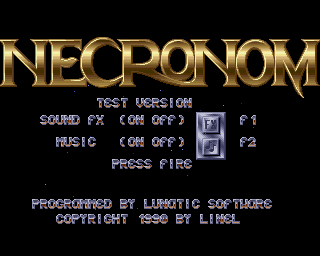 NECRONOM
TEST VERSION
SOUND FX (ON OFF) FX F1
MUSIC (ON OFF) F2
PRESS FIRE
PROGRAMMED BY LUNATIC SOFTWARE
COPYRIGHT 1990 BY LINEL